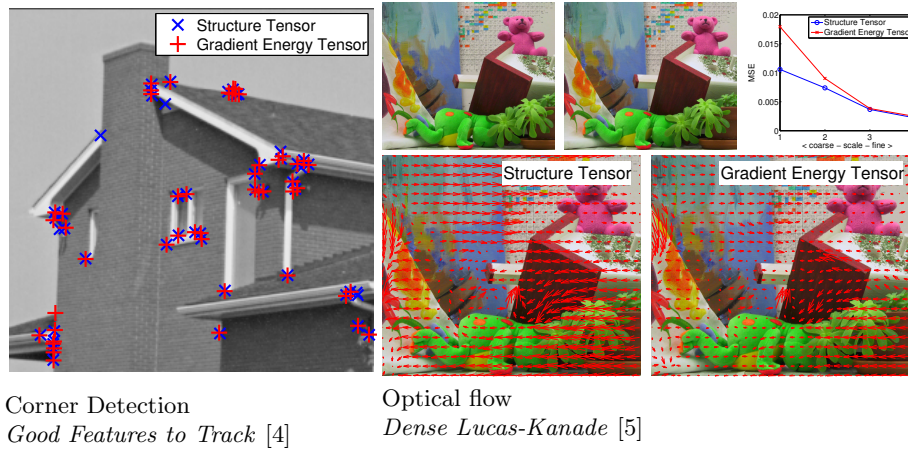 Structure Tensor
Gradient Energy Tensor
0.02
0.015
0.01
0.005
0
MSE
1
2
3
< coarse − scale − fine >
Structure Tensor
Gradient Energy Tensor
Structure Tensor
Gradient Energy Tensor
Corner Detection
Good Features to Track [4]
Optical flow
Dense Lucas-Kanade [5]